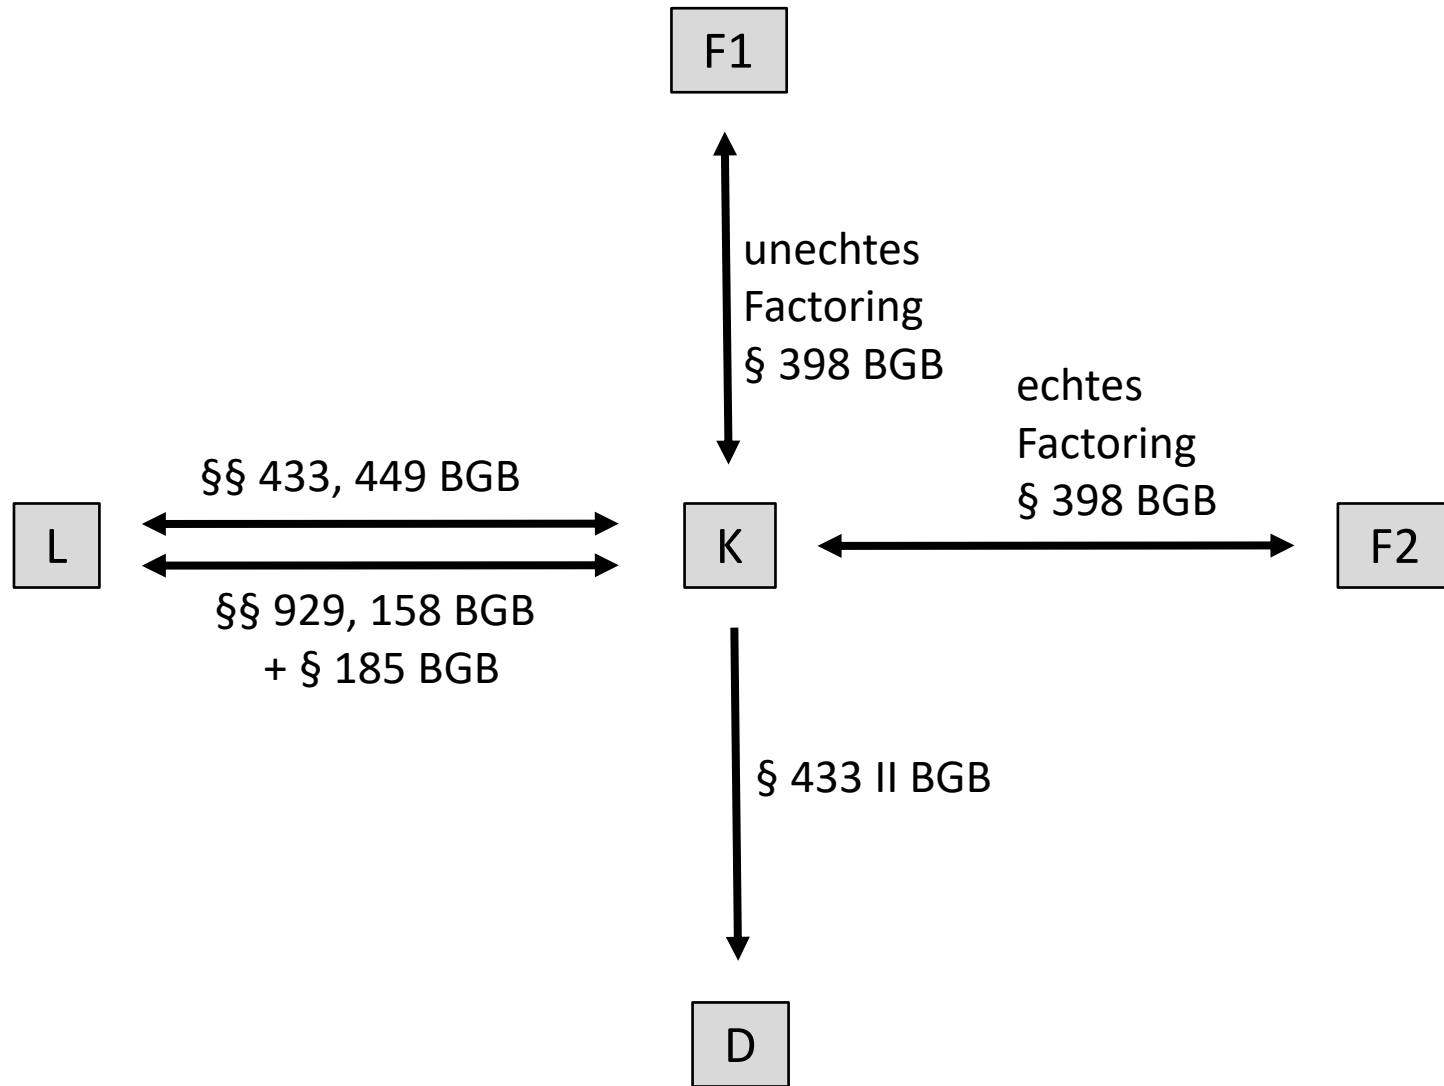 F1
unechtes
Factoring
§ 398 BGB
echtes
Factoring
§ 398 BGB
§§ 433, 449 BGB
L
K
F2
§§ 929, 158 BGB
+ § 185 BGB
§ 433 II BGB
D